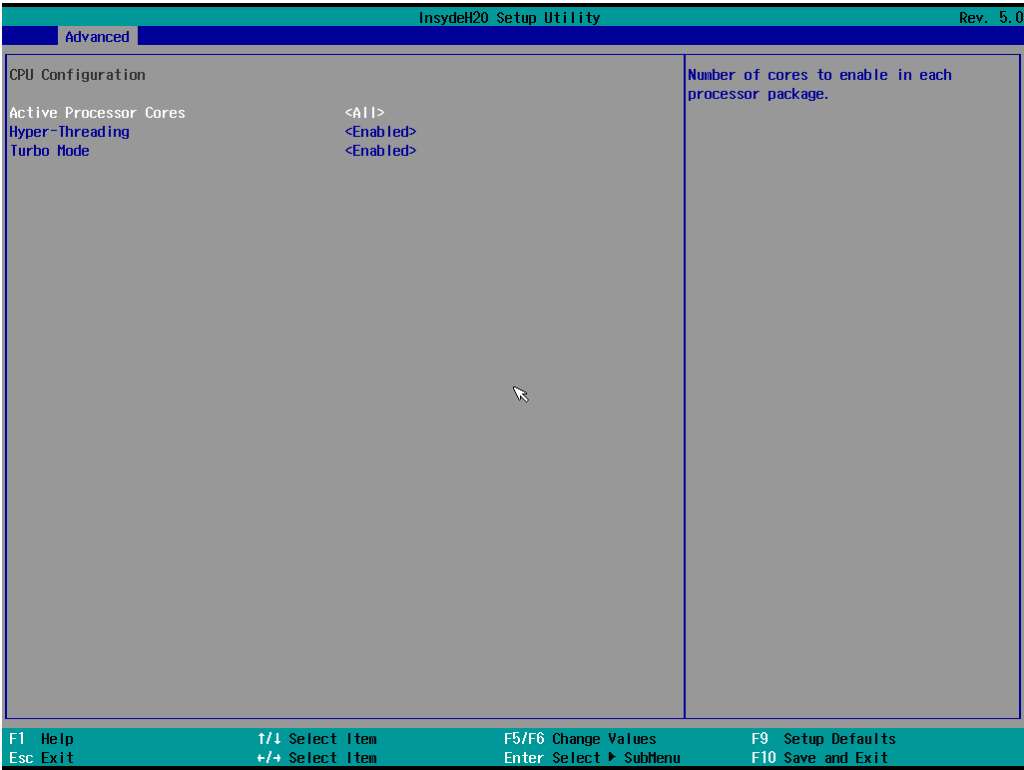 InsydeH20 Setup Utility Rev. 5.0
Advanced
CPU Configuration
Number of cores to enable in each
processor package.
Active Processor Cores <All>
Hyper-Threading <Enabled>
Turbo Mode <Enabled>
F1 Help ↑/↓ Select Item F5/F6 Change Values F9 Setup Defaults
Esc Exit ←/→ Select Item Enter Select ▶ SubMenu F10 Save and Exit